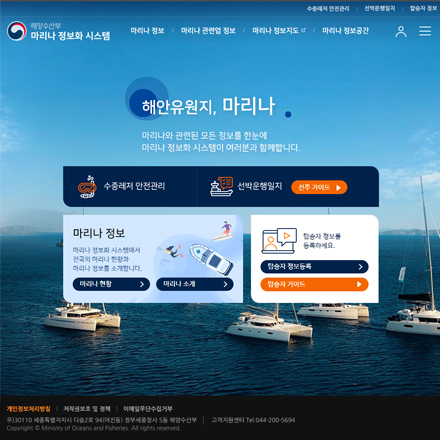 수중레저 안전관리 | 선박운행일지 | 탑승자 정보
해양수산부
마리나 정보화 시스템
마리나 정보 / 마리나 관련업 정보 / 마리나 정보지도 / 마리나 정보공간
해안유원지, 마리나
마리나와 관련된 모든 정보를 한눈에
마리나 정보화 시스템이 여러분과 함께합니다.
수중레저 안전관리
선박운행일지
선주 가이드
마리나 정보
마리나 정보화 시스템에서
전국의 마리나 현황과
마리나 정보를 소개합니다.
마리나 현황
마리나 소개
탑승자 정보를
등록하세요.
탑승자 정보등록
탑승자 가이드
개인정보처리방침 | 저작권보호 및 정책 | 이메일무단수집거부
우)30110 세종특별자치시 다솜2로 94(어진동) 정부세종청사 5동 해양수산부 | 고객지원센터 Tel.044-200-5694
Copyright © Ministry of Oceans and Fisheries. All rights reserved.